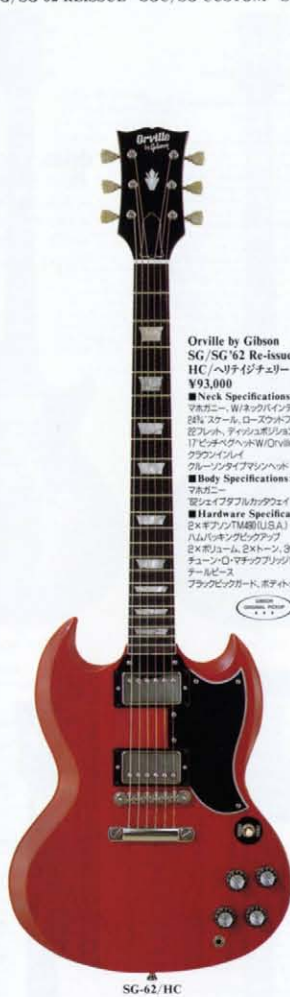 SG/SG'62 REISSUE
Orville
by Gibson
Orville by Gibson
SG/SG'62 Re-issue
HC/ヘリテイジチェリー
¥93,000
■Neck Specifications
マホガニー、W/ネックバインデ
24¾"スケール、ローズウッドフ
22フレット、ディッシュポジション
17°ピッチペグヘッドW/Orvill
クラウンインレイ
クルーソンタイプマシンヘッド
■Body Specifications
マホガニー
'62シェイプダブルカッタウェイ
■Hardware Specifica
2×ギブソンTM490(U.S.A.)
ハムバッキングピックアップ
2×ボリューム、2×トーン、3
チューン・O・マチックブリッジ
テールピース
ブラックピックガード、ボディト
GIBSON
ORIGINAL PICKUP
SG-62/HC